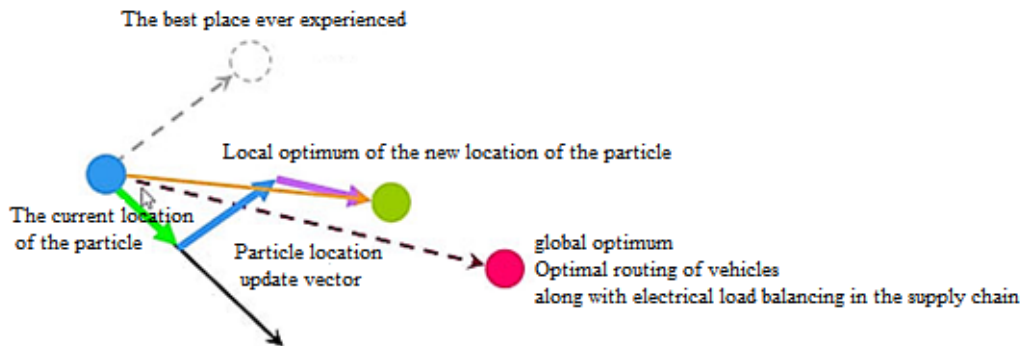 The best place ever experienced
Local optimum of the new location of the particle
The current location
of the particle
Particle location
update vector
global optimum
Optimal routing of vehicles
along with electrical load balancing in the supply chain